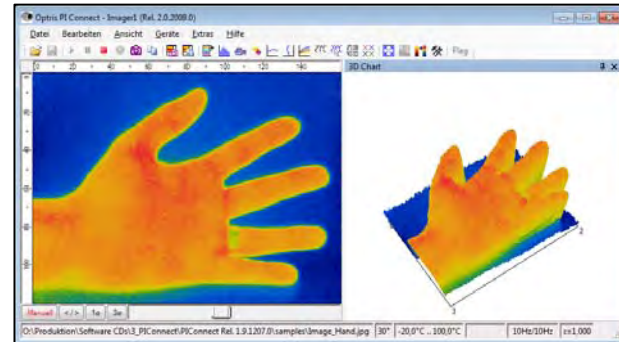 Optris PI Connect - Imager1 (Rel. 2.0.2008.0)
Datei Bearbeiten Ansicht Geräte Extras Hilfe
Flag
0 20 40 60 80 100 120 140
3D Chart
2
3
Manuell </> 1σ 3σ
O:\Produktion\Software CDs\3_PIConnect\PIConnect Rel. 1.9.1207.0\samples\Image_Hand.jpg 30° -20,0°C .. 100,0°C 10Hz/10Hz z=1,000